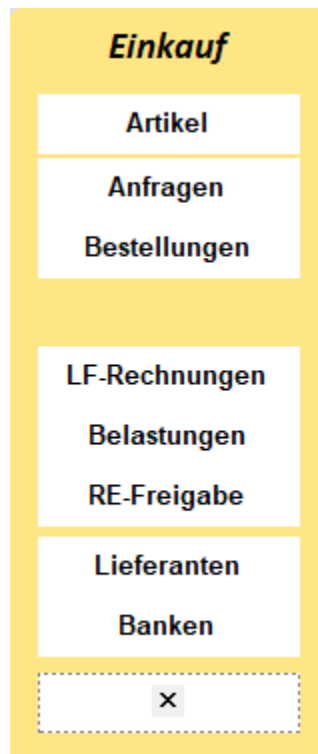 Einkauf
Artikel
Anfragen
Bestellungen
LF-Rechnungen
Belastungen
RE-Freigabe
Lieferanten
Banken
×